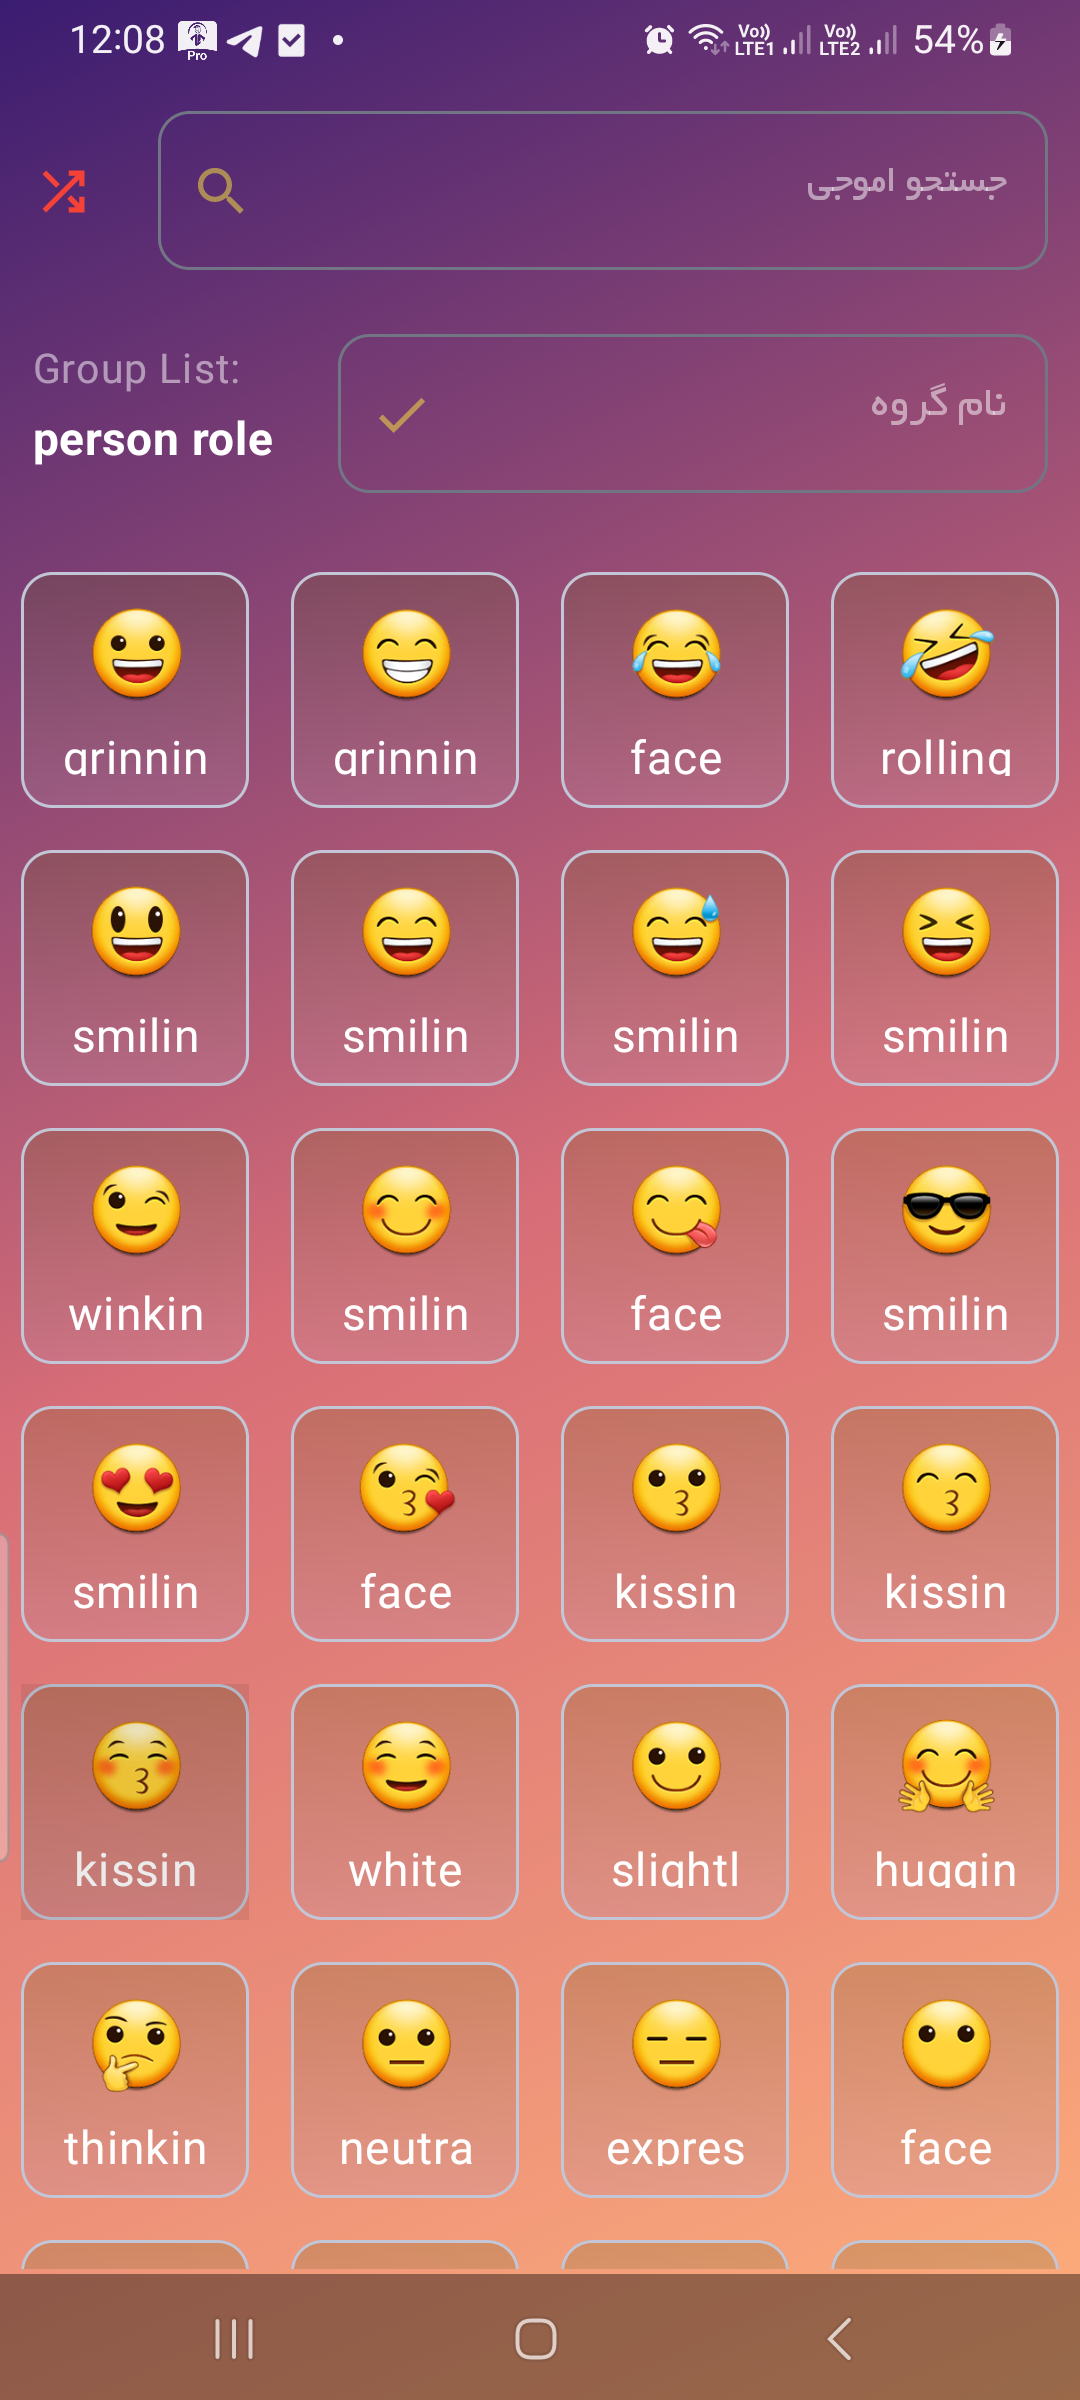 12:08
Pro
Vo))
LTE1
Vo))
LTE2
54%
جستجو اموجی
Group List:
person role
نام گروه
grinnin
grinnin
face
rolling
smilin
smilin
smilin
smilin
winkin
smilin
face
smilin
smilin
face
kissin
kissin
kissin
white
slightl
huggin
thinkin
neutra
expres
face